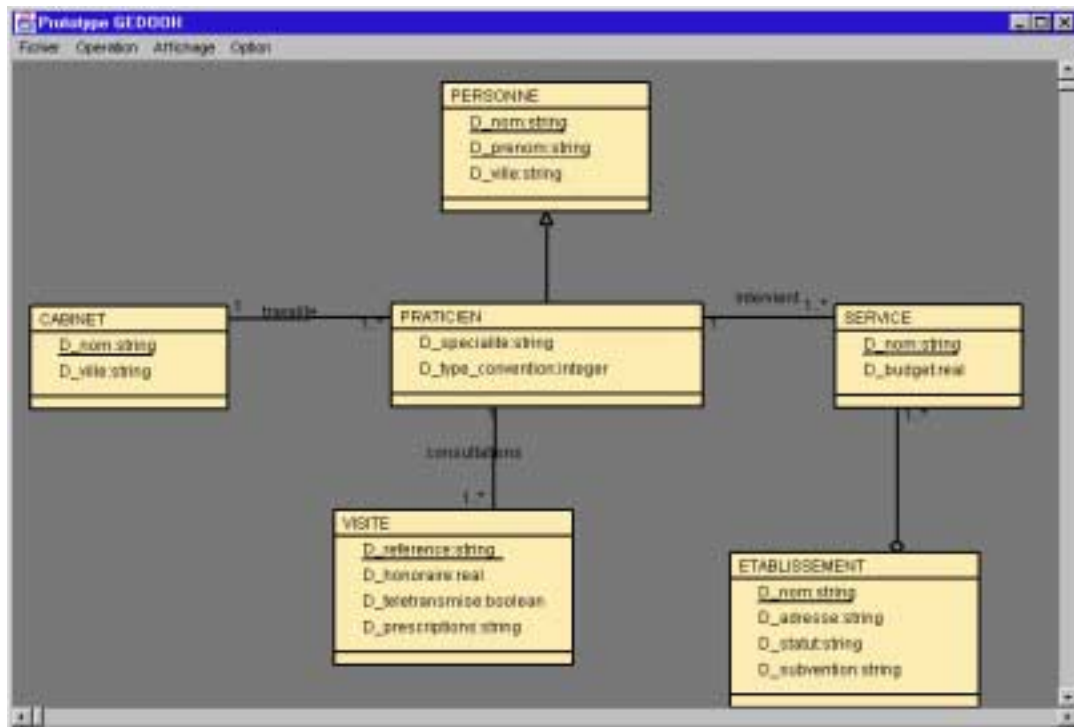 Prototype GEDOOH
Fichier Operation Affichage Option
PERSONNE
D_nom:string
D_prenom:string
D_ville:string
CABINET
D_nom:string
D_ville:string
1
travaille
1..*
PRATICIEN
D_specialite:string
D_type_convention:integer
1
intervient
1..*
SERVICE
D_nom:string
D_budget:real
1..*
1
consultations
1..*
VISITE
D_reference:string
D_honoraire:real
D_teletransmise:boolean
D_prescriptions:string
ETABLISSEMENT
D_nom:string
D_adresse:string
D_statut:string
D_subvention:string